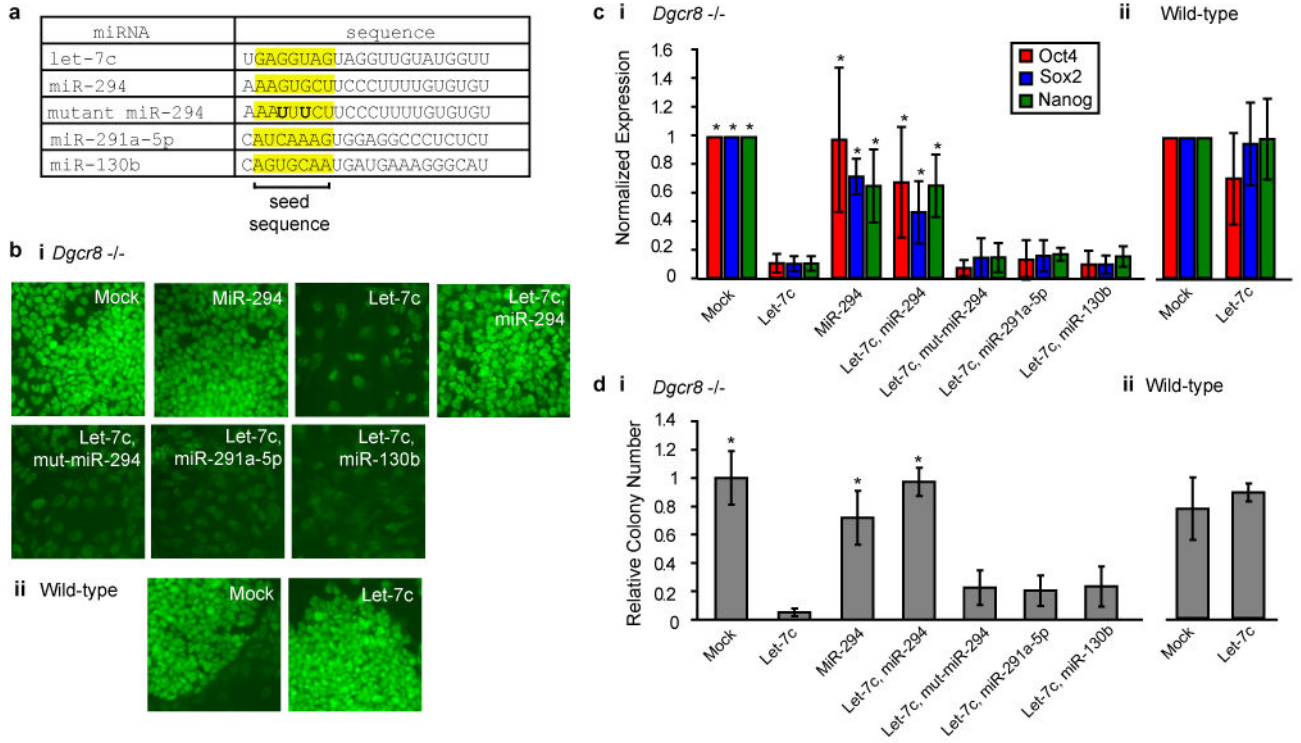 a
miRNA sequence
let-7c UGAGGUAGUAGGUUGUAUGGUU
miR-294 AAAGUGCUUCCCUUUUGUGUGU
mutant miR-294 AAAUUUCUUCCCUUUUGUGUGU
miR-291a-5p CAUCAAAGUGGAGGCCCUCUCU
miR-130b CAGUGCAAUGAUGAAAGGGCAU
seed
sequence
b i Dgcr8 -/-
Mock
MiR-294
Let-7c
Let-7c,
miR-294
Let-7c,
mut-miR-294
Let-7c,
miR-291a-5p
Let-7c,
miR-130b
ii Wild-type
Mock
Let-7c
c i Dgcr8 -/-
Normalized Expression
1.6
1.4
1.2
1
0.8
0.6
0.4
0.2
0
* * *
* * *
* * *
Oct4
Sox2
Nanog
Mock
Let-7c
MiR-294
Let-7c, miR-294
Let-7c, mut-miR-294
Let-7c, miR-291a-5p
Let-7c, miR-130b
ii Wild-type
Mock
Let-7c
d i Dgcr8 -/-
Relative Colony Number
1.4
1.2
1
0.8
0.6
0.4
0.2
0
* * *
Mock
Let-7c
MiR-294
Let-7c, miR-294
Let-7c, mut-miR-294
Let-7c, miR-291a-5p
Let-7c, miR-130b
ii Wild-type
Mock
Let-7c